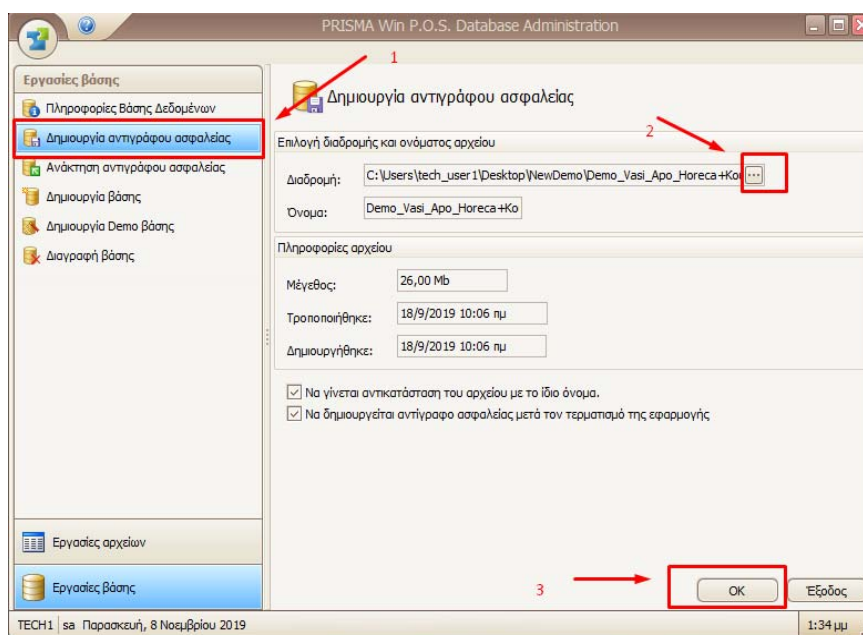 PRISMA Win P.O.S. Database Administration
1
Εργασίες βάσης
Πληροφορίες Βάσης Δεδομένων
Δημιουργία αντιγράφου ασφαλείας
Ανάκτηση αντιγράφου ασφαλείας
Δημιουργία βάσης
Δημιουργία Demo βάσης
Διαγραφή βάσης
Εργασίες αρχείων
Εργασίες βάσης
Δημιουργία αντιγράφου ασφαλείας
2
Επιλογή διαδρομής και ονόματος αρχείου
Διαδρομή: C:\Users\tech_user1\Desktop\NewDemo\Demo_Vasi_Apo_Horeca+Kou ...
Όνομα: Demo_Vasi_Apo_Horeca+Ko
Πληροφορίες αρχείου
Μέγεθος: 26,00 Mb
Τροποποιήθηκε: 18/9/2019 10:06 πμ
Δημιουργήθηκε: 18/9/2019 10:06 πμ
Να γίνεται αντικατάσταση του αρχείου με το ίδιο όνομα.
Να δημιουργείται αντίγραφο ασφαλείας μετά τον τερματισμό της εφαρμογής
3
OK Έξοδος
TECH1 sa Παρασκευή, 8 Νοεμβρίου 2019 1:34 μμ